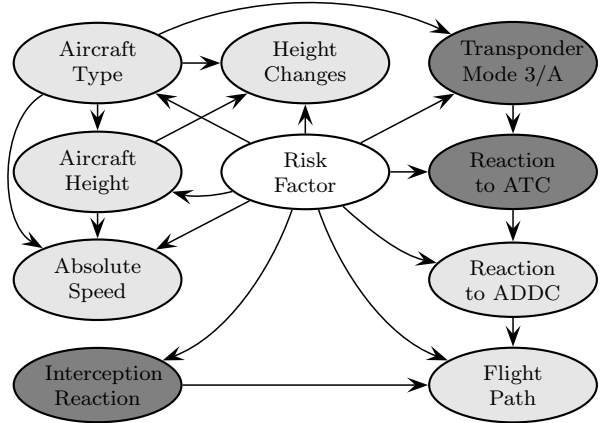 Aircraft
Type
Height
Changes
Transponder
Mode 3/A
Aircraft
Height
Risk
Factor
Reaction
to ATC
Absolute
Speed
Reaction
to ADDC
Interception
Reaction
Flight
Path